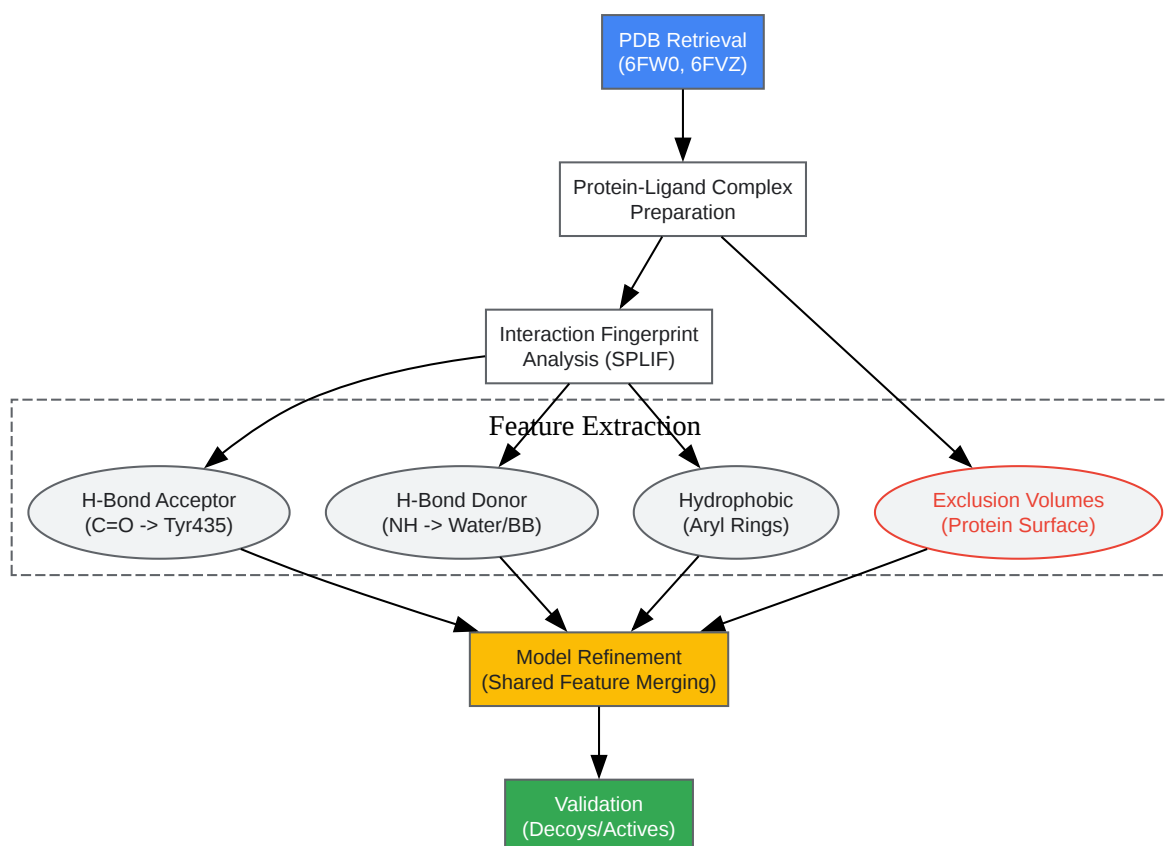 PDB Retrieval
(6FW0, 6FVZ)
Protein-Ligand Complex
Preparation
Interaction Fingerprint
Analysis (SPLIF)
Feature Extraction
H-Bond Acceptor
(C=O -> Tyr435)
H-Bond Donor
(NH -> Water/BB)
Hydrophobic
(Aryl Rings)
Exclusion Volumes
(Protein Surface)
Model Refinement
(Shared Feature Merging)
Validation
(Decoys/Actives)